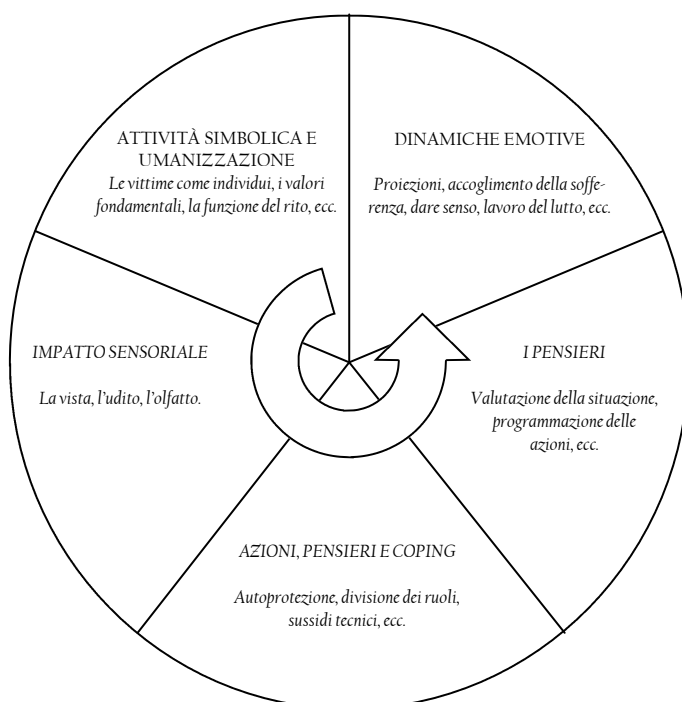 ATTIVITÀ SIMBOLICA E
UMANIZZAZIONE
Le vittime come individui, i valori
fondamentali, la funzione del rito, ecc.
DINAMICHE EMOTIVE
Proiezioni, accoglimento della soffe-
renza, dare senso, lavoro del lutto, ecc.
IMPATTO SENSORIALE
La vista, l'udito, l'olfatto.
I PENSIERI
Valutazione della situazione,
programmazione delle
azioni, ecc.
AZIONI, PENSIERI E COPING
Autoprotezione, divisione dei ruoli,
sussidi tecnici, ecc.